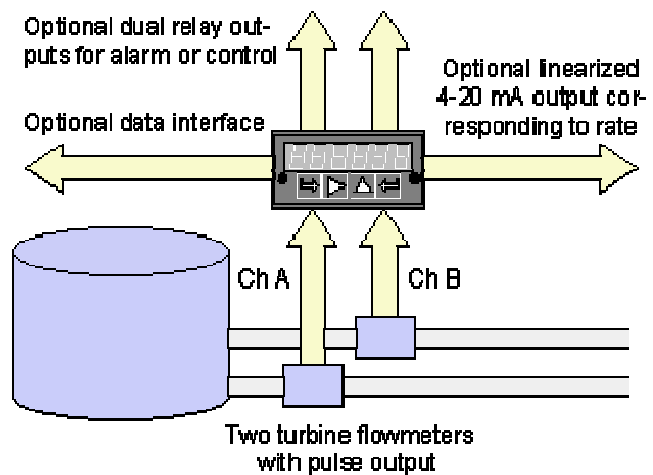 Optional dual relay out-
puts for alarm or control
Optional linearized
4-20 mA output cor-
responding to rate
Optional data interface
Ch A
Ch B
Two turbine flowmeters
with pulse output